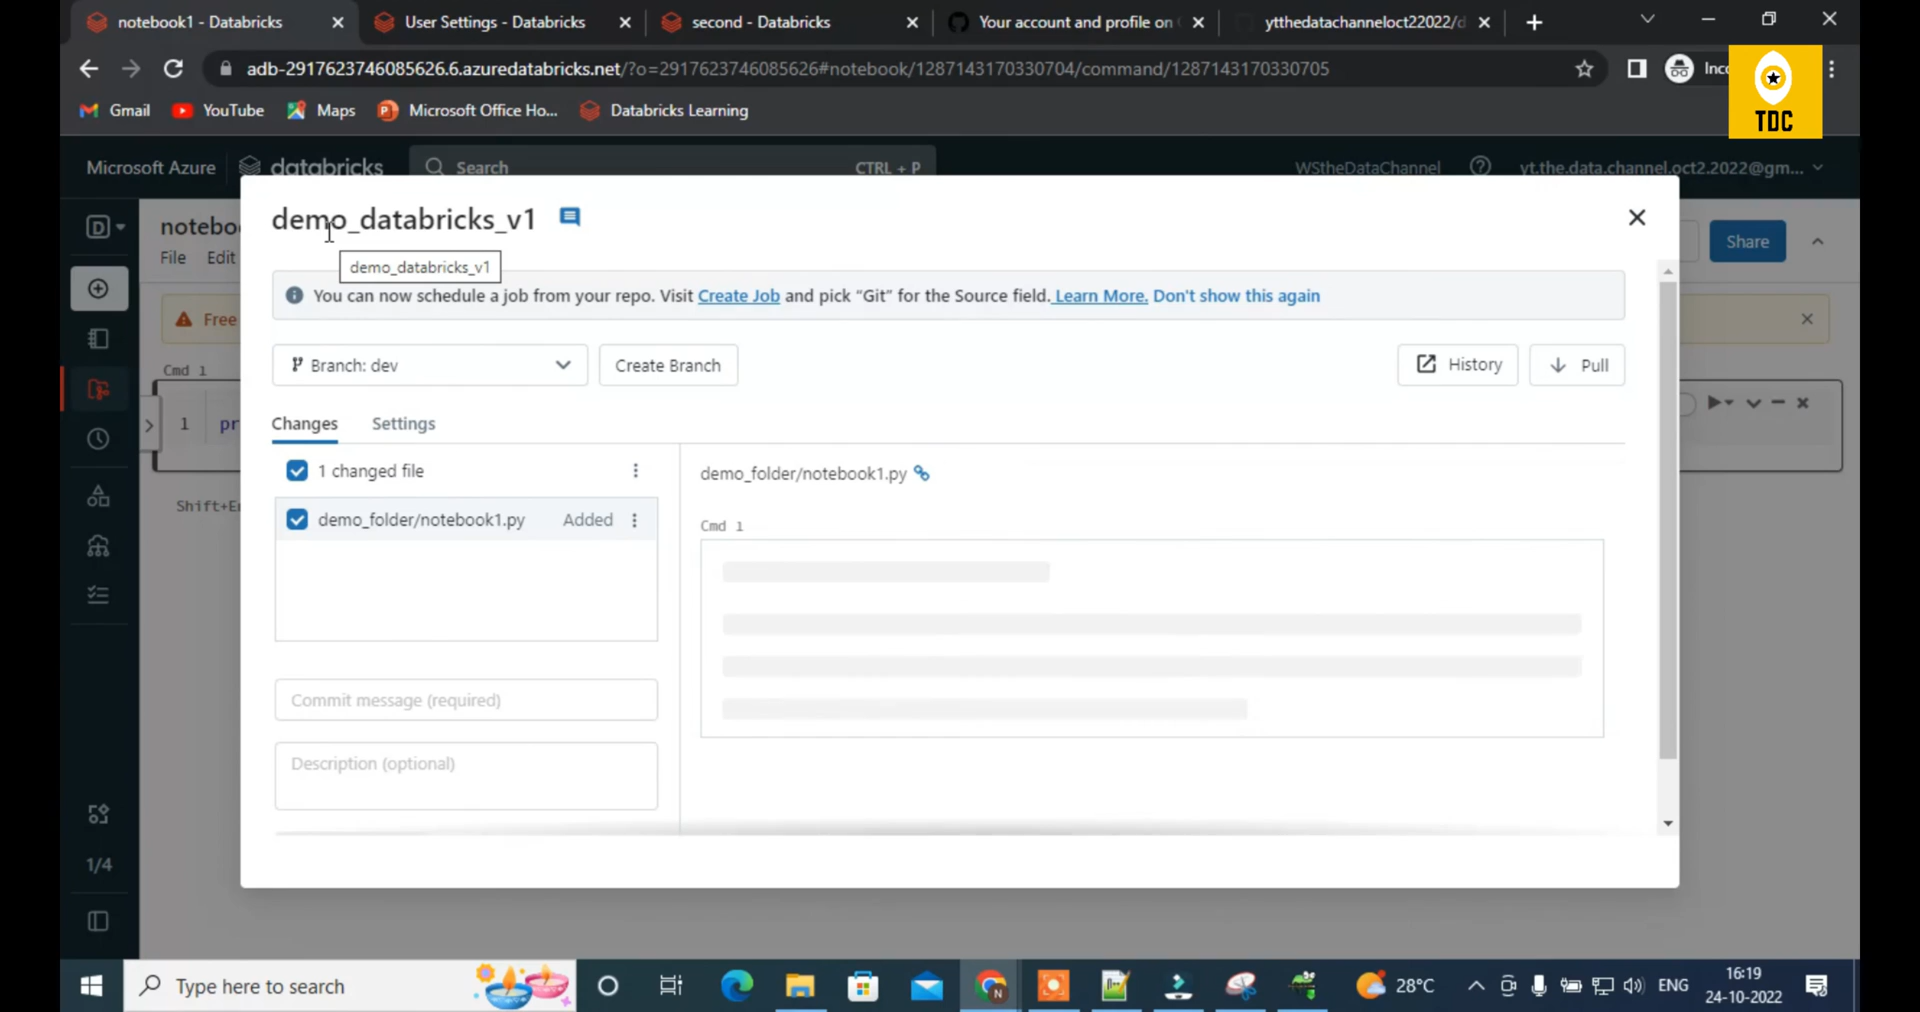 notebook1 - Databricks
User Settings - Databricks
second - Databricks
Your account and profile on
ytthedatachanneloct22022/d
adb-2917623746085626.6.azuredatabricks.net/?o=2917623746085626#notebook/1287143170330704/command/1287143170330705
Inc
TDC
Gmail
YouTube
Maps
Microsoft Office Ho...
Databricks Learning
Microsoft Azure
databricks
Search
CTRL + P
WStheDataChannel
yt.the.data.channel.oct2.2022@gm...
D
notebo
File Edit
Share
demo_databricks_v1
demo_databricks_v1
You can now schedule a job from your repo. Visit Create Job and pick “Git” for the Source field. Learn More. Don't show this again
Free
Branch: dev
Create Branch
History
Pull
Cmd 1
1 pr
Shift+E
Changes
Settings
1 changed file
demo_folder/notebook1.py Added
demo_folder/notebook1.py
Cmd 1
Commit message (required)
Description (optional)
1/4
Type here to search
N
28°C
ENG
16:19
24-10-2022